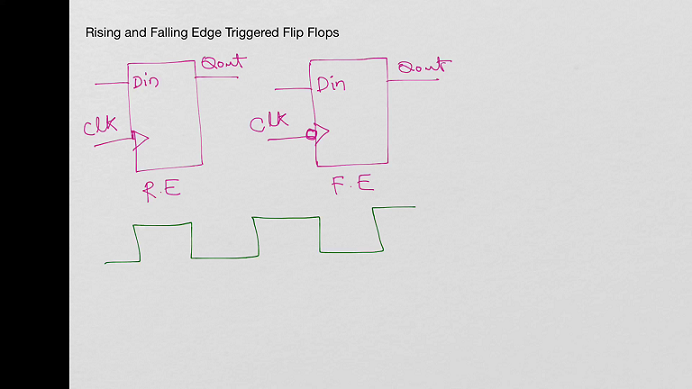 Rising and Falling Edge Triggered Flip Flops
Qout
Din
Clk
R.E
Qout
Din
Clk
F.E